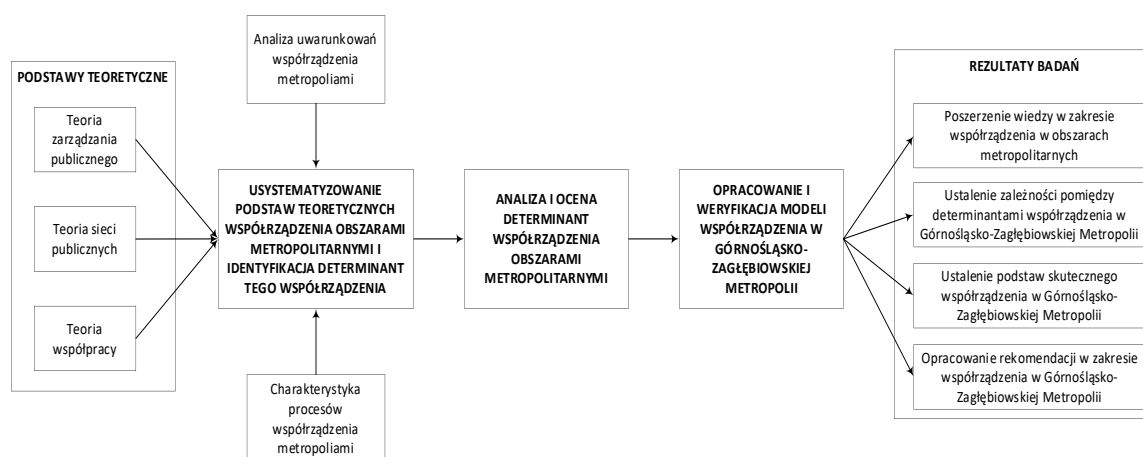 PODSTAWY TEORETYCZNE
Teoria
zarządzania
publicznego
Teoria sieci
publicznych
Teoria
współpracy
Analiza uwarunkowań
współrządzenia
metropoliami
USYSTEMATYZOWANIE
PODSTAW TEORETYCZNYCH
WSPÓŁRZĄDZENIA OBSZARAMI
METROPOLITARNYMI I
IDENTYFIKACJA DETERMINANT
TEGO WSPÓŁRZĄDZENIA
Charakterystyka
procesów
współrządzenia
metropoliami
ANALIZA I OCENA
DETERMINANT
WSPÓŁRZĄDZENIA
OBSZARAMI
METROPOLITARNYMI
OPRACOWANIE I
WERYFIKACJA MODELI
WSPÓŁRZĄDZENIA W
GÓRNOŚLĄSKO-
ZAGŁĘBIOWSKIEJ
METROPOLII
REZULTATY BADAŃ
Poszerzenie wiedzy w zakresie
współrządzenia w obszarach
metropolitarnych
Ustalenie zależności pomiędzy
determinantami współrządzenia w
Górnośląsko-Zagłębiowskiej Metropolii
Ustalenie podstaw skutecznego
współrządzenia w Górnośląsko-
Zagłębiowskiej Metropolii
Opracowanie rekomendacji w zakresie
współrządzenia w Górnośląsko-
Zagłębiowskiej Metropolii